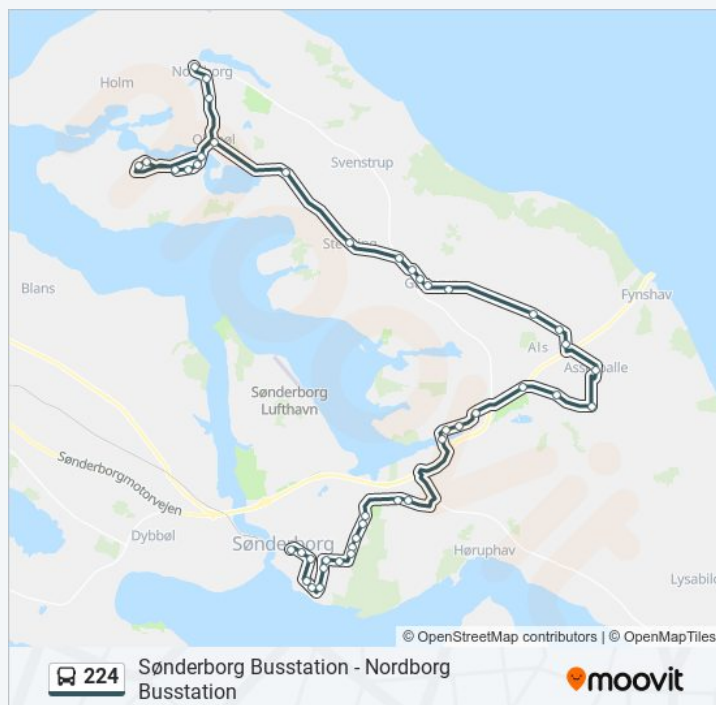 Holm
Nordborg
Svenstrup
Blans
Fynshav
Als
Sønderborg
Lufthavn
Sønderborgmotorvejen
Dybbøl
Sønderborg
Høruphav
Lysabild
© OpenStreetMap contributors | © OpenMapTiles
224
Sønderborg Busstation - Nordborg
Busstation
moovit